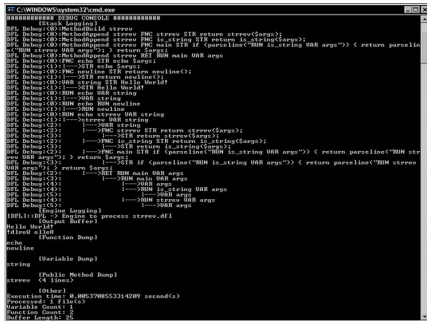 C:\WINDOWS\system32\cmd.exe
############ DEBUG CONSOLE ############
[Stack Logging]
DFL Debug:(0):MethodBuild strrev
DFL Debug:(0):MethodAppend strrev FNC strrev STR return strrev($args);
DFL Debug:(0):MethodAppend strrev FNC is_string STR return is_string($args);
DFL Debug:(0):MethodAppend strrev FNC main STR if (parseline("RUN is_string VAR args")) { return parselin
e("RUN strrev VAR args"); } return $args;
DFL Debug:(0):MethodAppend strrev RET RUN main VAR args
DFL Debug:(0):FNC echo STR echo $args;
DFL Debug:(1):I--->STR echo $args;
DFL Debug:(0):FNC newline STR return newline();
DFL Debug:(1):I--->STR return newline();
DFL Debug:(0):VAR string STR Hello World!
DFL Debug:(1):I--->STR Hello World!
DFL Debug:(0):RUN echo VAR string
DFL Debug:(1):I--->VAR string
DFL Debug:(0):RUN echo RUN newline
DFL Debug:(1):I--->RUN newline
DFL Debug:(0):RUN echo strrev VAR string
DFL Debug:(1):I--->strrev VAR string
DFL Debug:(2): I--->VAR string
DFL Debug:(2): I--->FNC strrev STR return strrev($args);
DFL Debug:(3): I--->STR return strrev($args);
DFL Debug:(2): I--->FNC is_string STR return is_string($args);
DFL Debug:(3): I--->STR return is_string($args);
DFL Debug:(2): I--->FNC main STR if (parseline("RUN is_string VAR args")) { return parseline("RUN str
rev VAR args"); } return $args;
DFL Debug:(3): I--->STR if (parseline("RUN is_string VAR args")) { return parseline("RUN strrev
VAR args"); } return $args;
DFL Debug:(2): I--->RET RUN main VAR args
DFL Debug:(3): I--->RUN main VAR args
DFL Debug:(4): I--->VAR args
DFL Debug:(4): I--->RUN is_string VAR args
DFL Debug:(5): I--->VAR args
DFL Debug:(4): I--->RUN strrev VAR args
DFL Debug:(5): I--->VAR args
[Engine Logging]
[DFL]::DFL -> Engine to process strrev.dfl
[Output Buffer]
Hello World!
!dlroW olleH
[Function Dump]
echo
newline
[Variable Dump]
string
[Public Method Dump]
strrev (4 lines)
[Other]
Execution time: 0.0053708553314209 second(s)
Processed: 1 file(s)
Variable Count: 1
Function Count: 2
Buffer Length: 25